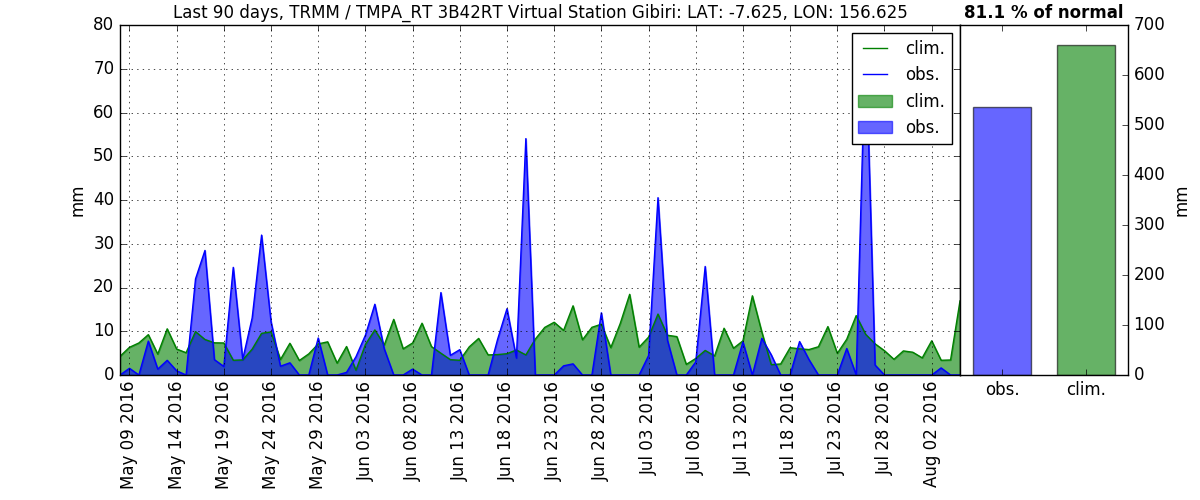 Last 90 days, TRMM / TMPA_RT 3B42RT Virtual Station Gibiri: LAT: -7.625, LON: 156.625
81.1 % of normal
80
70
60
50
40
30
20
10
0
mm
clim.
obs.
clim.
obs.
700
600
500
400
300
200
100
0
mm
May 09 2016
May 14 2016
May 19 2016
May 24 2016
May 29 2016
Jun 03 2016
Jun 08 2016
Jun 13 2016
Jun 18 2016
Jun 23 2016
Jun 28 2016
Jul 03 2016
Jul 08 2016
Jul 13 2016
Jul 18 2016
Jul 23 2016
Jul 28 2016
Aug 02 2016
obs.
clim.